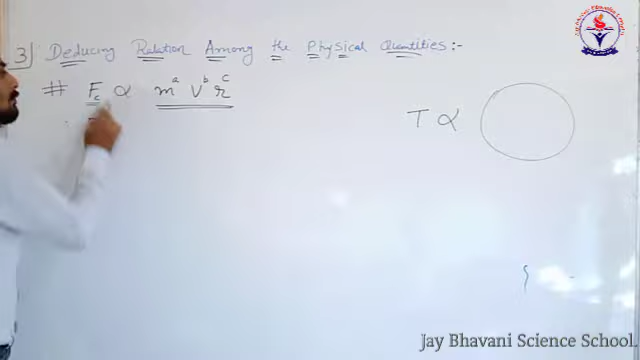 3) Deducing Relation Among the Physical Quantities :-
# Fc ∝ m^a v^b r^c
T ∝
Jay Bhavani Science School.